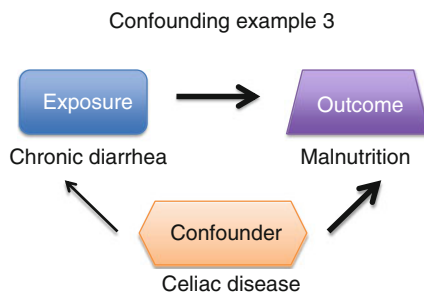 Confounding example 3
Exposure
Outcome
Chronic diarrhea
Malnutrition
Confounder
Celiac disease